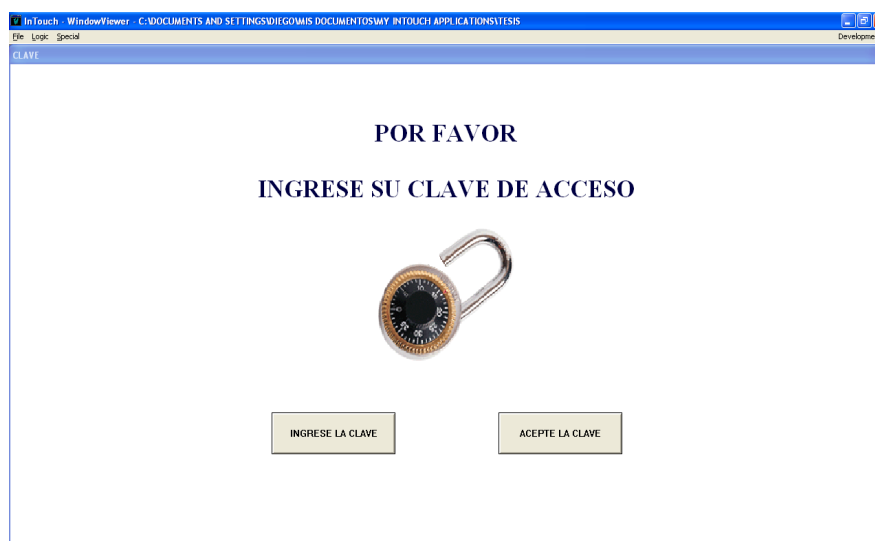 InTouch - WindowViewer - C:\DOCUMENTS AND SETTINGS\DIEGO\MIS DOCUMENTOS\MY INTOUCH APPLICATIONS\TESIS
File Logic Special Developme
CLAVE
POR FAVOR
INGRESE SU CLAVE DE ACCESO
INGRESE LA CLAVE ACEPTE LA CLAVE